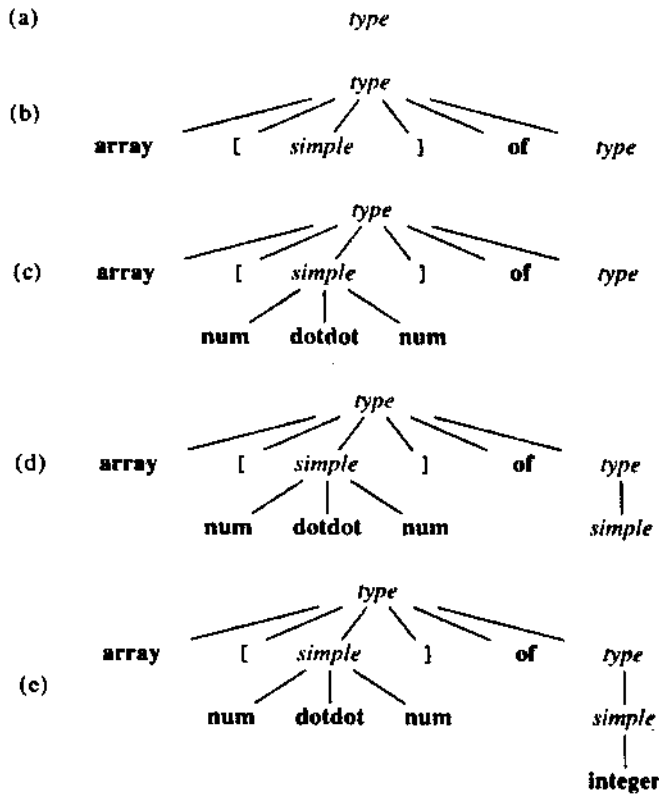 (a) type
type
(b)
array [ simple ] of type
type
(c) array [ simple ] of type
num dotdot num
type
(d) array [ simple ] of type
num dotdot num simple
type
array [ simple ] of type
(e)
num dotdot num simple
integer